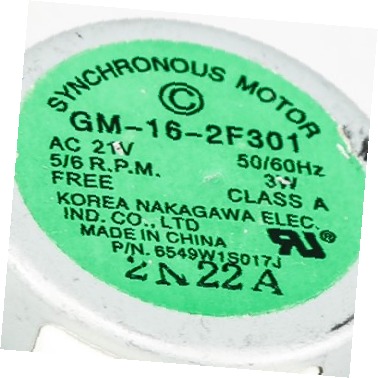 SYNCHRONOUS MOTOR
©
GM-16-2F301
AC 21V 50/60Hz
5/6 R.P.M. 3W
FREE CLASS A
KOREA NAKAGAWA ELEC.
IND. CO., LTD
MADE IN CHINA
P/N. 6549W1S017J
2N22A